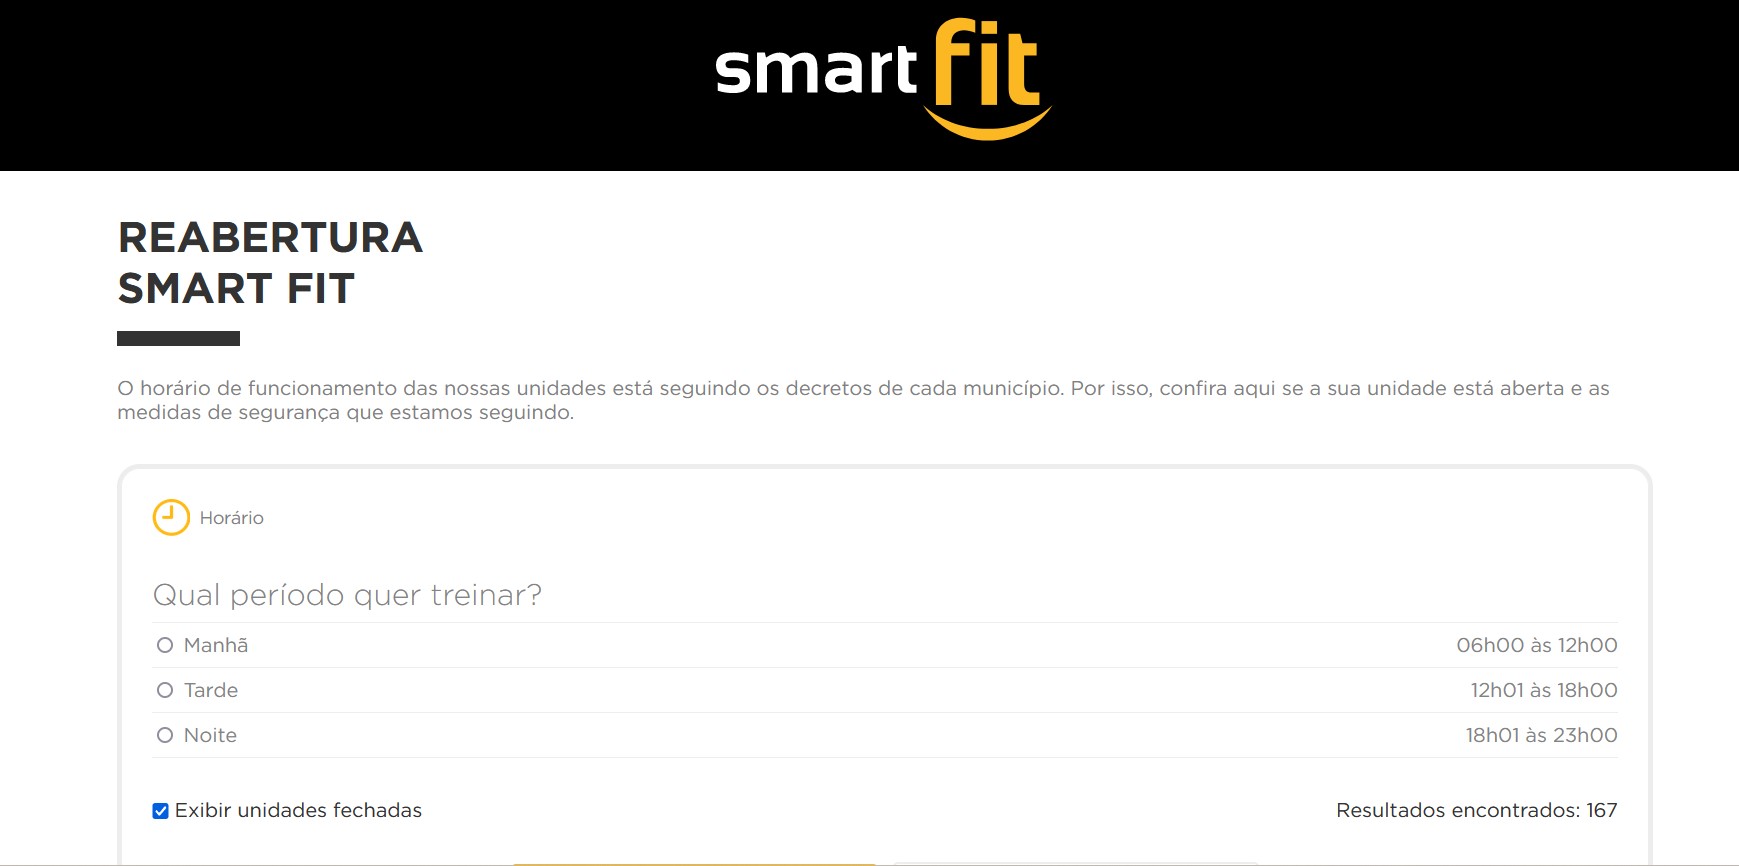 smart fit
REABERTURA
SMART FIT
O horário de funcionamento das nossas unidades está seguindo os decretos de cada município. Por isso, confira aqui se a sua unidade está aberta e as
medidas de segurança que estamos seguindo.
Horário
Qual período quer treinar?
Manhã 06h00 às 12h00
Tarde 12h01 às 18h00
Noite 18h01 às 23h00
Exibir unidades fechadas Resultados encontrados: 167